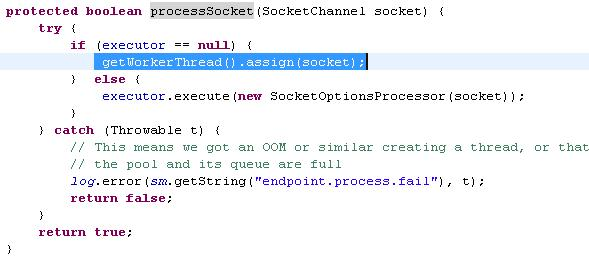 protected boolean processSocket(SocketChannel socket) {
    try {
        if (executor == null) {
            getWorkerThread().assign(socket);
        }  else {
            executor.execute(new SocketOptionsProcessor(socket));
        }
    } catch (Throwable t) {
        // This means we got an OOM or similar creating a thread, or that
        // the pool and its queue are full
        log.error(sm.getString("endpoint.process.fail"), t);
        return false;
    }
    return true;
}